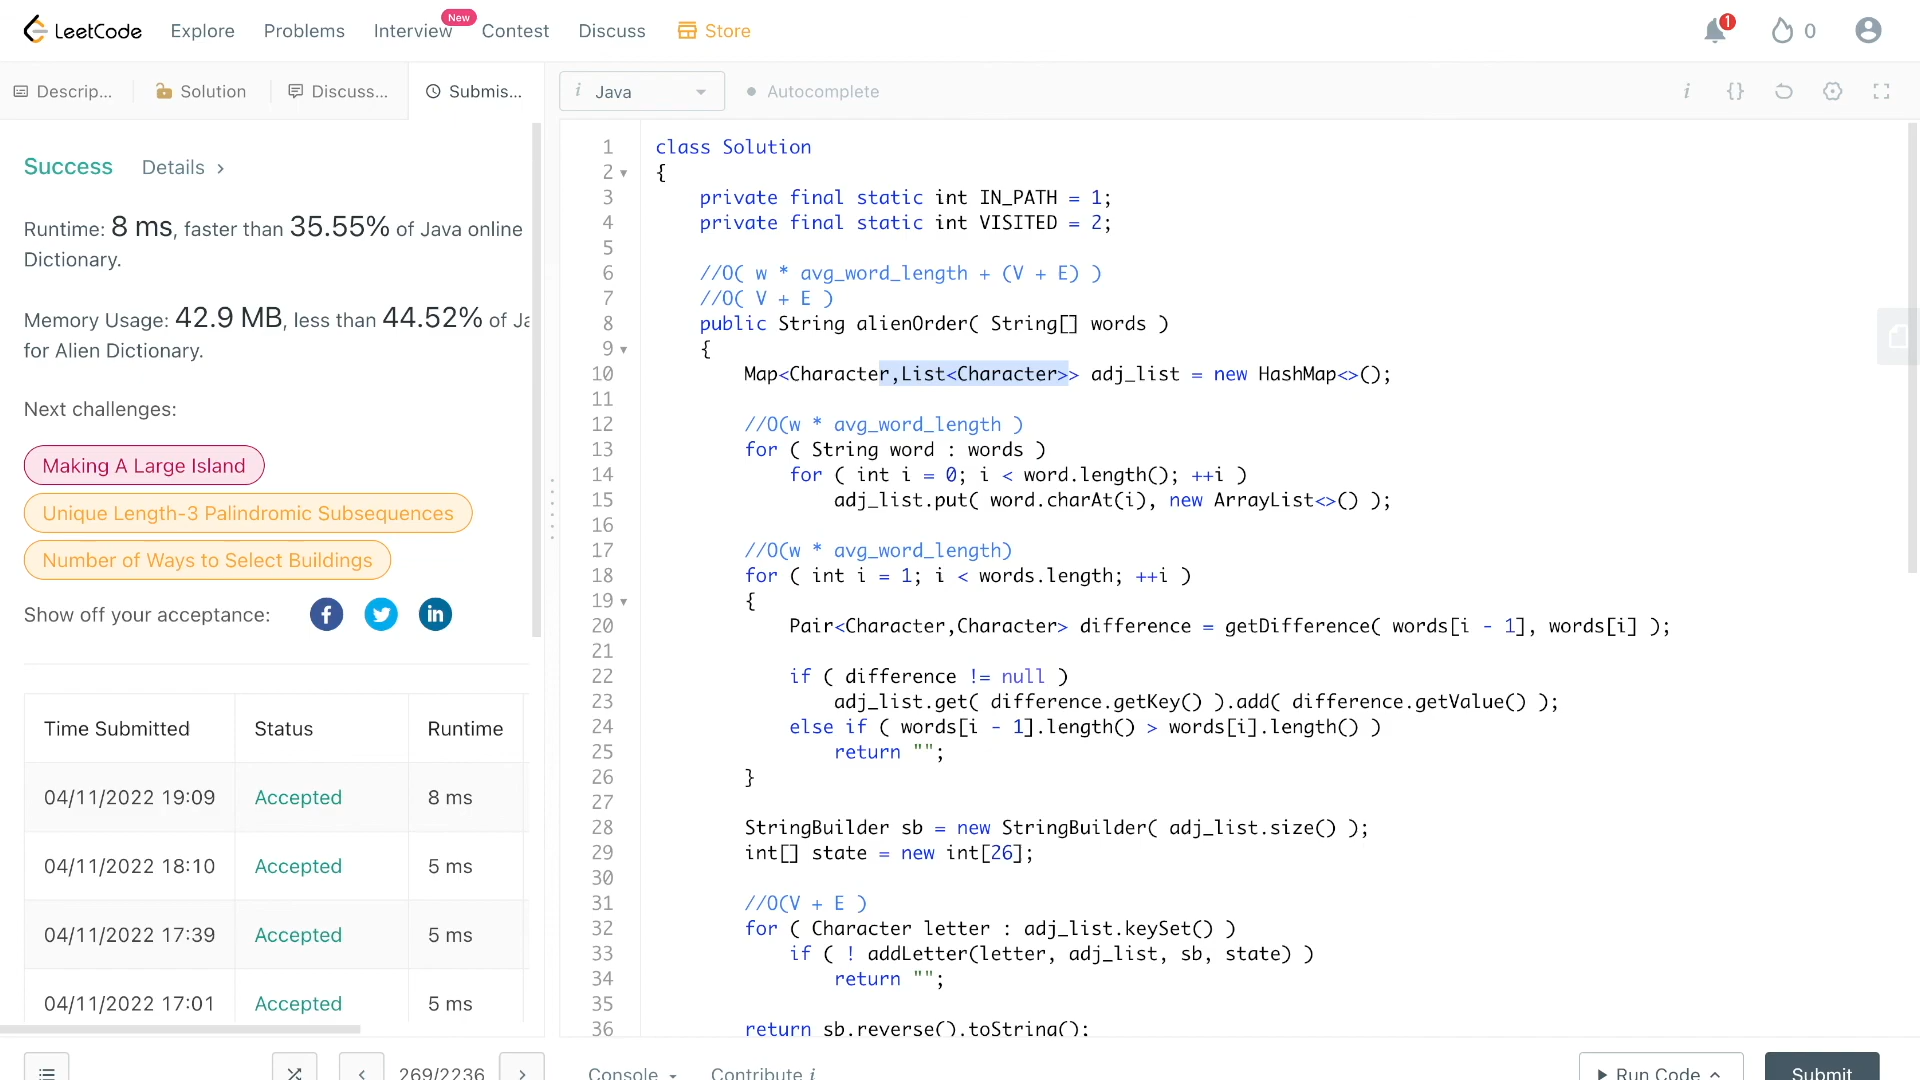 LeetCode Explore Problems Interview New Contest Discuss Store 1 0
Descrip... Solution Discuss... Submis... i Java Autocomplete i {}
Success Details >
Runtime: 8 ms, faster than 35.55% of Java online
Dictionary.
Memory Usage: 42.9 MB, less than 44.52% of Ja
for Alien Dictionary.
Next challenges:
Making A Large Island
Unique Length-3 Palindromic Subsequences
Number of Ways to Select Buildings
Show off your acceptance:
Time Submitted Status Runtime
04/11/2022 19:09 Accepted 8 ms
04/11/2022 18:10 Accepted 5 ms
04/11/2022 17:39 Accepted 5 ms
04/11/2022 17:01 Accepted 5 ms
1 class Solution
2 {
3 private final static int IN_PATH = 1;
4 private final static int VISITED = 2;
5
6 //O( w * avg_word_length + (V + E) )
7 //O( V + E )
8 public String alienOrder( String[] words )
9 {
10 Map<Character,List<Character>> adj_list = new HashMap<>();
11
12 //O(w * avg_word_length )
13 for ( String word : words )
14 for ( int i = 0; i < word.length(); ++i )
15 adj_list.put( word.charAt(i), new ArrayList<>() );
16
17 //O(w * avg_word_length)
18 for ( int i = 1; i < words.length; ++i )
19 {
20 Pair<Character,Character> difference = getDifference( words[i - 1], words[i] );
21
22 if ( difference != null )
23 adj_list.get( difference.getKey() ).add( difference.getValue() );
24 else if ( words[i - 1].length() > words[i].length() )
25 return "";
26 }
27
28 StringBuilder sb = new StringBuilder( adj_list.size() );
29 int[] state = new int[26];
30
31 //O(V + E )
32 for ( Character letter : adj_list.keySet() )
33 if ( ! addLetter(letter, adj_list, sb, state) )
34 return "";
35
36 return sb.reverse().toString();
269/2236 Console Contribute i Run Code Submit